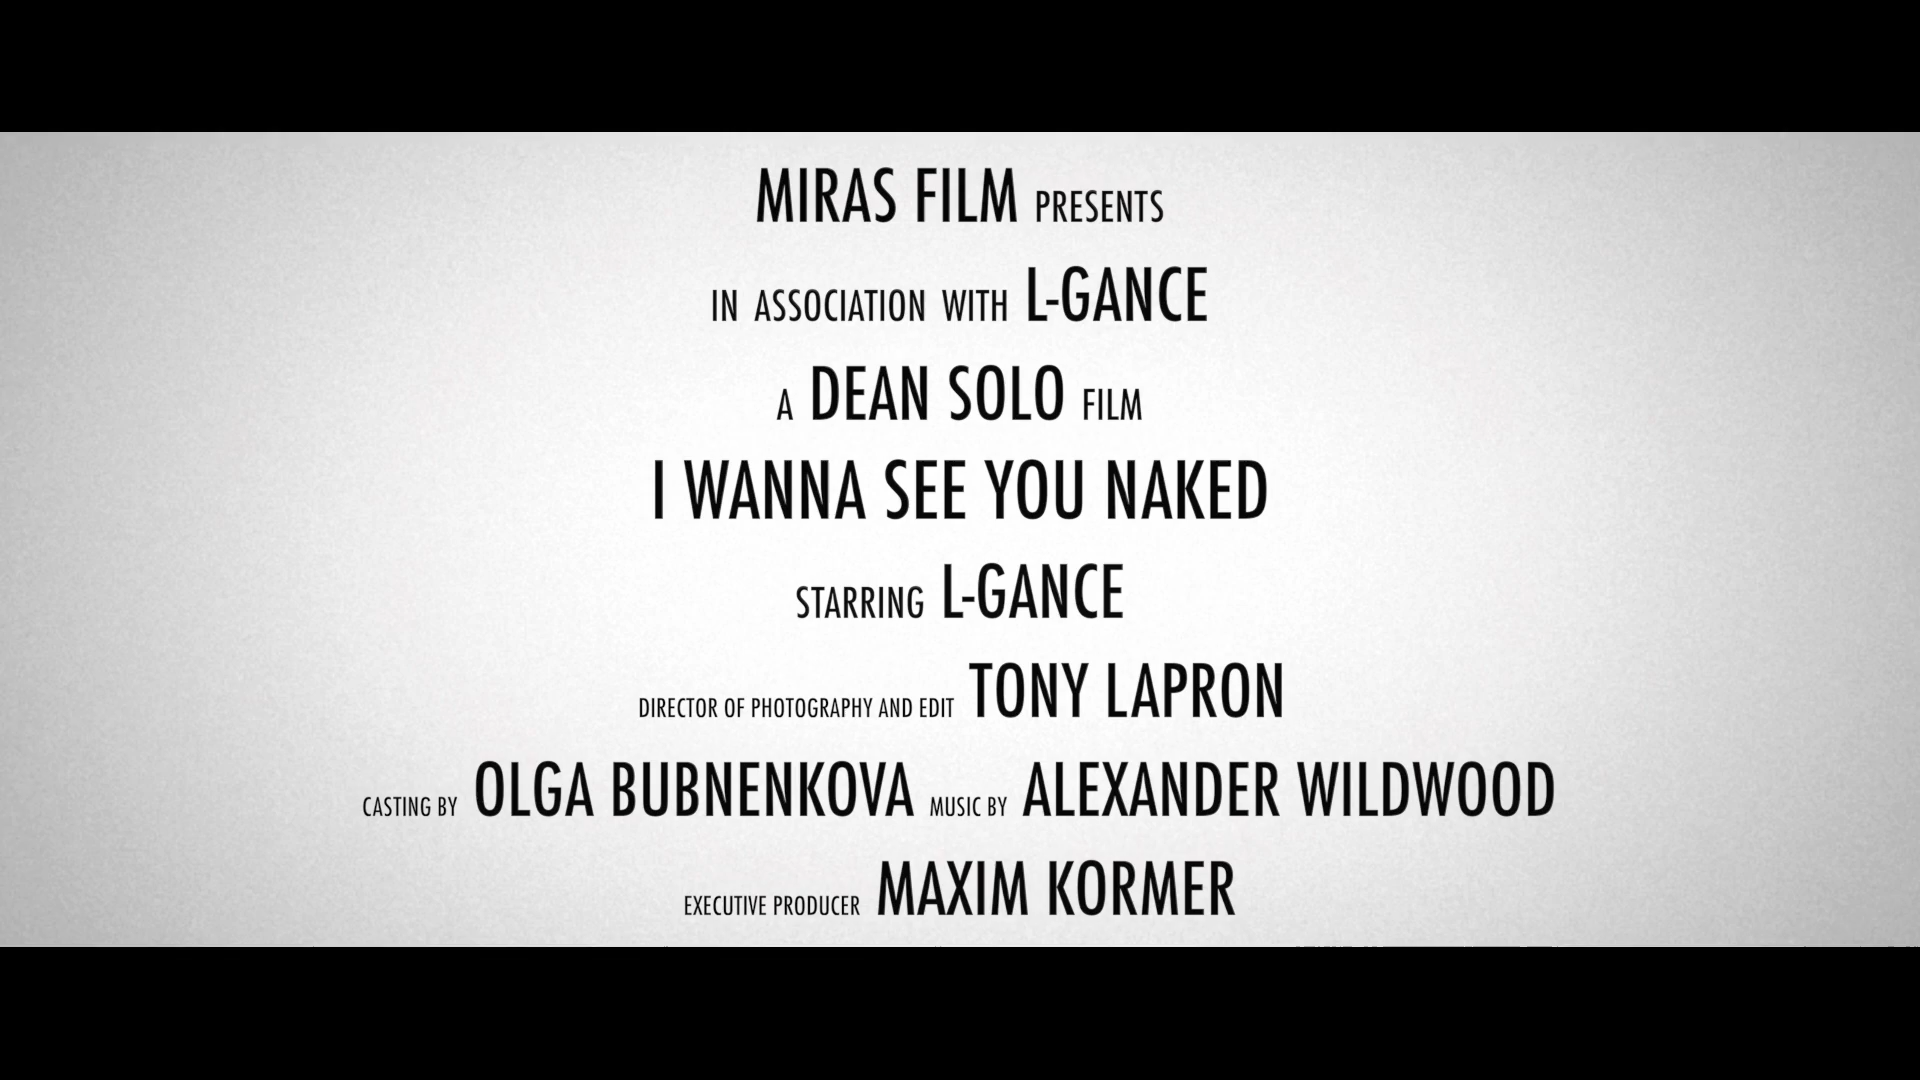 MIRAS FILM PRESENTS
IN ASSOCIATION WITH L-GANCE
A DEAN SOLO FILM
I WANNA SEE YOU NAKED
STARRING L-GANCE
DIRECTOR OF PHOTOGRAPHY AND EDIT TONY LAPRON
CASTING BY OLGA BUBNENKOVA MUSIC BY ALEXANDER WILDWOOD
EXECUTIVE PRODUCER MAXIM KORMER